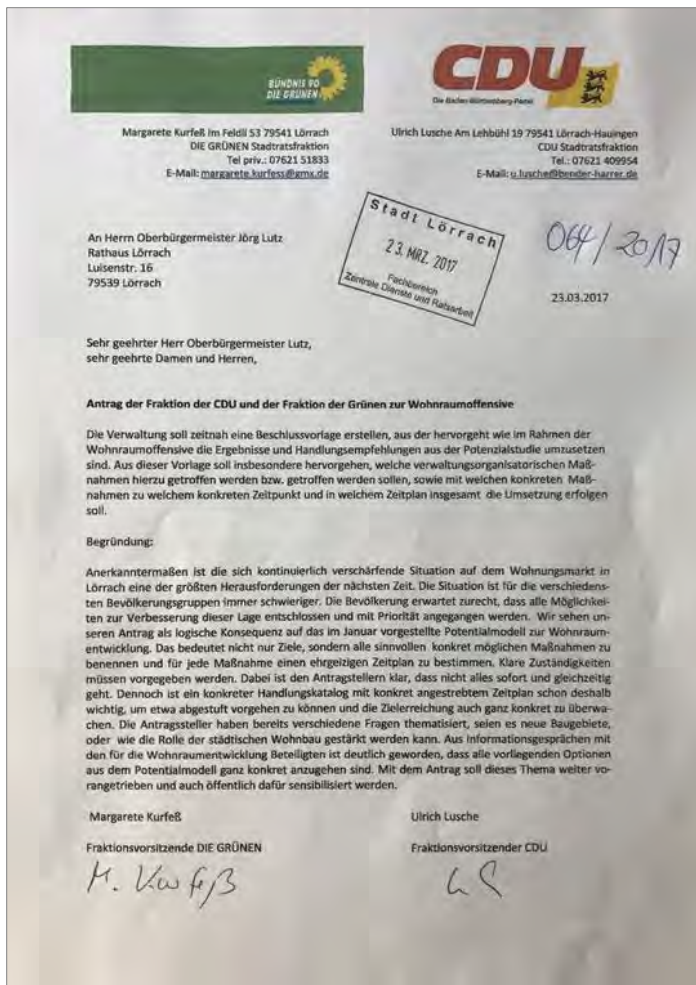 BÜNDNIS 90
DIE GRÜNEN
CDU
Die Baden-Württemberg-Partei
Margarete Kurfeß Im Feldli 53 79541 Lörrach
DIE GRÜNEN Stadtratsfraktion
Tel priv.: 07621 51833
E-Mail: margarete.kurfess@gmx.de
Ulrich Lusche Am Lehbühl 19 79541 Lörrach-Hauingen
CDU Stadtratsfraktion
Tel.: 07621 409954
E-Mail: u.lusche@bender-harrer.de
An Herrn Oberbürgermeister Jörg Lutz
Rathaus Lörrach
Luisenstr. 16
79539 Lörrach
Stadt Lörrach
23. MRZ. 2017
Fachbereich
Zentrale Dienste und Ratsarbeit
064/2017
23.03.2017
Sehr geehrter Herr Oberbürgermeister Lutz,
sehr geehrte Damen und Herren,
Antrag der Fraktion der CDU und der Fraktion der Grünen zur Wohnraumoffensive
Die Verwaltung soll zeitnah eine Beschlussvorlage erstellen, aus der hervorgeht wie im Rahmen der
Wohnraumoffensive die Ergebnisse und Handlungsempfehlungen aus der Potenzialstudie umzusetzen
sind. Aus dieser Vorlage soll insbesondere hervorgehen, welche verwaltungsorganisatorischen Maß-
nahmen hierzu getroffen werden bzw. getroffen werden sollen, sowie mit welchen konkreten Maß-
nahmen zu welchem konkreten Zeitpunkt und in welchem Zeitplan insgesamt die Umsetzung erfolgen
soll.
Begründung:
Anerkanntermaßen ist die sich kontinuierlich verschärfende Situation auf dem Wohnungsmarkt in
Lörrach eine der größten Herausforderungen der nächsten Zeit. Die Situation ist für die verschiedens-
ten Bevölkerungsgruppen immer schwieriger. Die Bevölkerung erwartet zurecht, dass alle Möglichkei-
ten zur Verbesserung dieser Lage entschlossen und mit Priorität angegangen werden. Wir sehen un-
seren Antrag als logische Konsequenz auf das im Januar vorgestellte Potentialmodell zur Wohnraum-
entwicklung. Das bedeutet nicht nur Ziele, sondern alle sinnvollen konkret möglichen Maßnahmen zu
benennen und für jede Maßnahme einen ehrgeizigen Zeitplan zu bestimmen. Klare Zuständigkeiten
müssen vorgegeben werden. Dabei ist den Antragstellern klar, dass nicht alles sofort und gleichzeitig
geht. Dennoch ist ein konkreter Handlungskatalog mit konkret angestrebtem Zeitplan schon deshalb
wichtig, um etwa abgestuft vorgehen zu können und die Zielerreichung auch ganz konkret zu überwa-
chen. Die Antragssteller haben bereits verschiedene Fragen thematisiert, seien es neue Baugebiete,
oder wie die Rolle der städtischen Wohnbau gestärkt werden kann. Aus Informationsgesprächen mit
den für die Wohnraumentwicklung Beteiligten ist deutlich geworden, dass alle vorliegenden Optionen
aus dem Potentialmodell ganz konkret anzugehen sind. Mit dem Antrag soll dieses Thema weiter vo-
rangetrieben und auch öffentlich dafür sensibilisiert werden.
Margarete Kurfeß
Ulrich Lusche
Fraktionsvorsitzende DIE GRÜNEN
Fraktionsvorsitzender CDU
M. Kurfeß